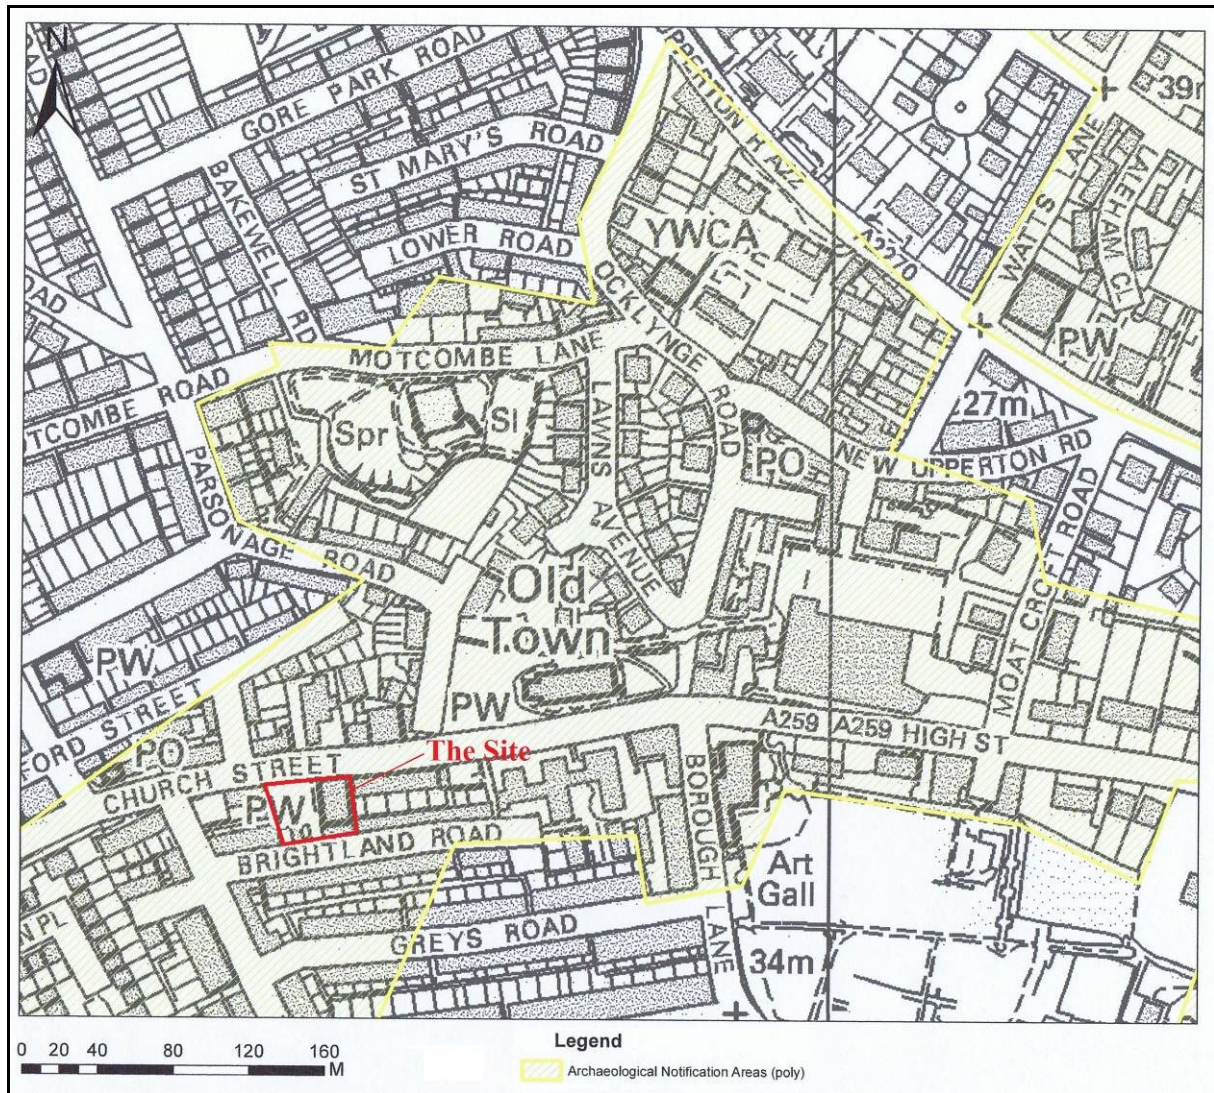 N
GORE PARK ROAD
ST MARY'S ROAD
LOWER ROAD
BAKEWELL RD
ROAD
MOTCOMBE LANE
PARSONAGE ROAD
YWCA
A2270
OCKLYNGE ROAD
WATTS LANE
CALEHAM CL
39m
PW
27m
NEW UPPERTON RD
PO
LAWNS AVENUE
Spr
Sl
Old
Town
MOAT CROFT ROAD
PW
PW
PO
CHURCH STREET
The Site
PW
A259 A259 HIGH ST
BRIGHTLAND ROAD
BOROUGH LANE
GREYS ROAD
Art
Gall
34m
0 20 40 80 120 160
M
Legend
Archaeological Notification Areas (poly)